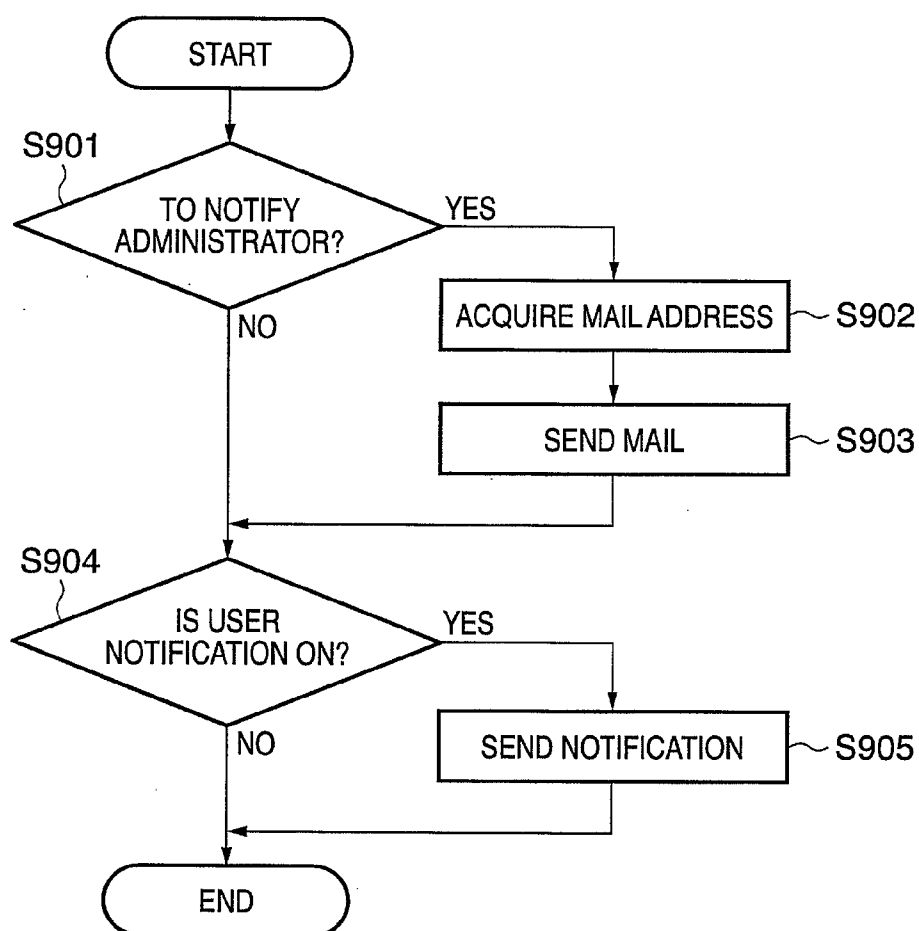 START
S901
TO NOTIFY
ADMINISTRATOR?
YES
NO
ACQUIRE MAIL ADDRESS
S902
SEND MAIL
S903
S904
IS USER
NOTIFICATION ON?
YES
NO
SEND NOTIFICATION
S905
END